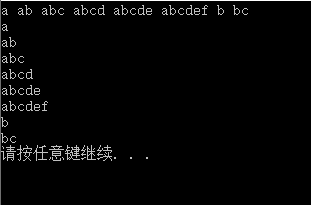 a ab abc abcd abcde abcdef b bc
a
ab
abc
abcd
abcde
abcdef
b
bc
请按任意键继续. . .